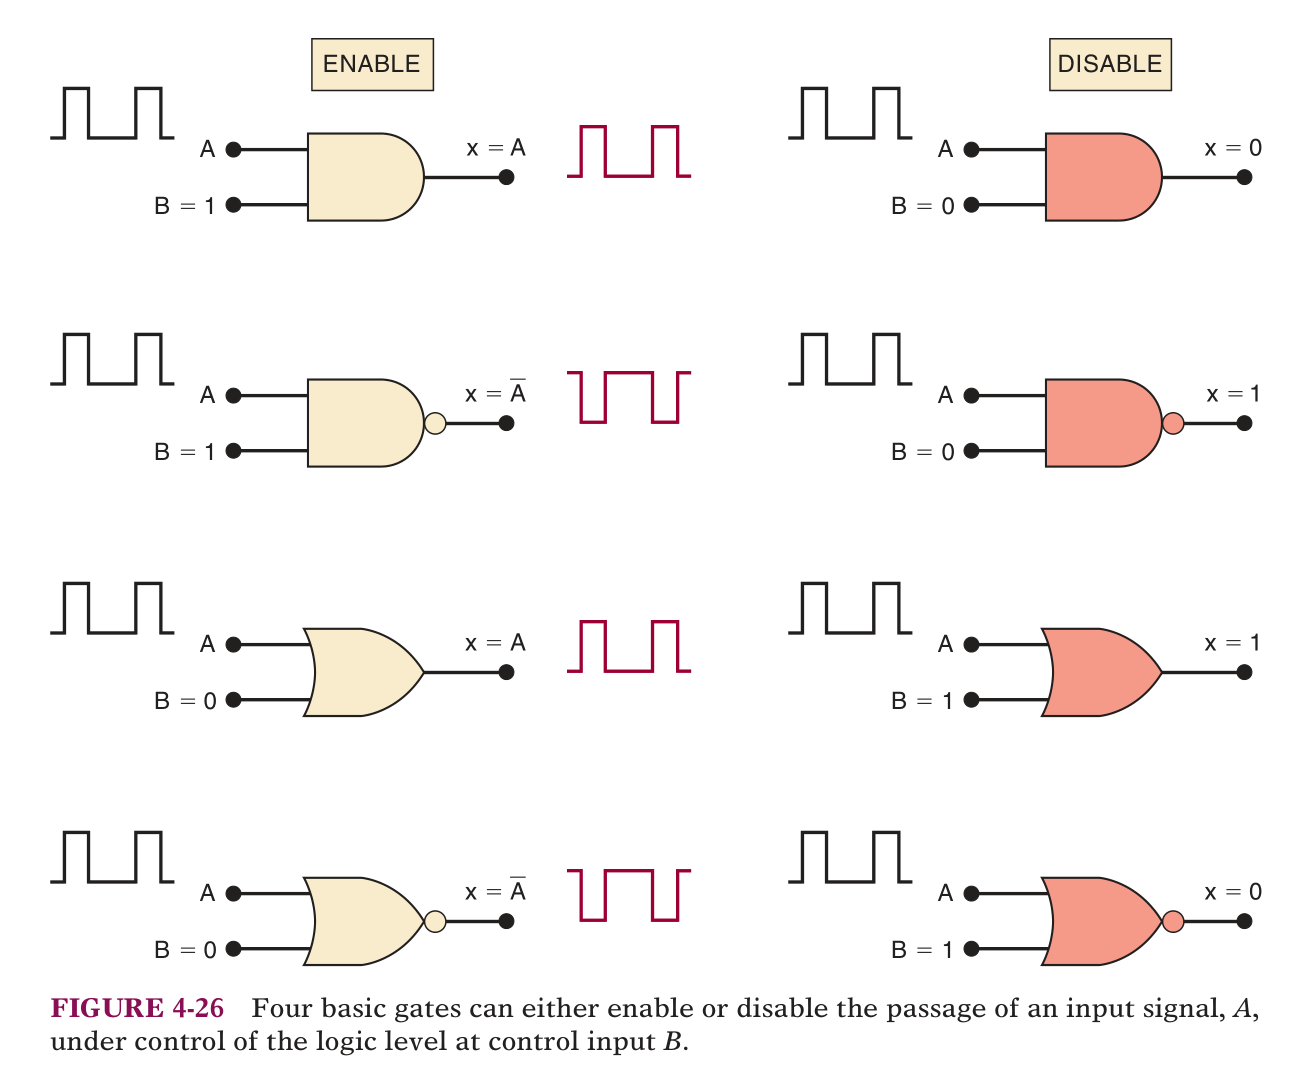 ENABLE
DISABLE
A
x = A
B = 1
A
x = 0
B = 0
A
x = A̅
B = 1
A
x = 1
B = 0
A
x = A
B = 0
A
x = 1
B = 1
A
x = A̅
B = 0
A
x = 0
B = 1
FIGURE 4-26 Four basic gates can either enable or disable the passage of an input signal, A,
under control of the logic level at control input B.